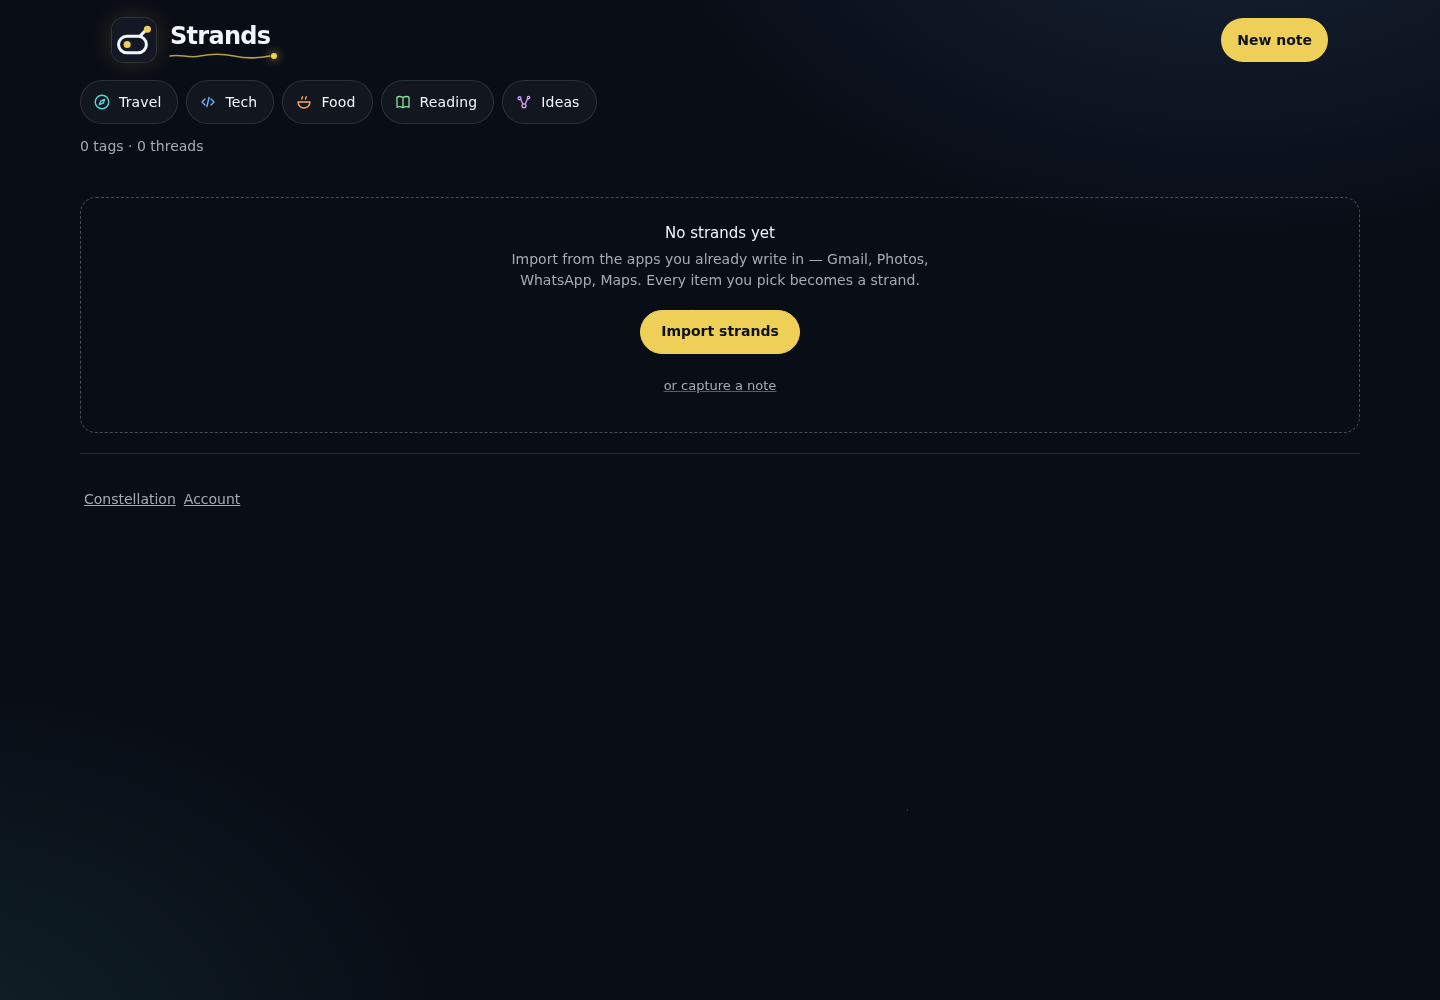 Strands
New note
Travel
Tech
Food
Reading
Ideas
0 tags · 0 threads
No strands yet
Import from the apps you already write in — Gmail, Photos,
WhatsApp, Maps. Every item you pick becomes a strand.
Import strands
or capture a note
Constellation Account